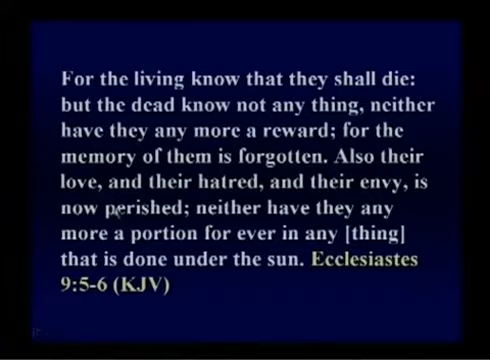 For the living know that they shall die:
but the dead know not any thing, neither
have they any more a reward; for the
memory of them is forgotten. Also their
love, and their hatred, and their envy, is
now perished; neither have they any
more a portion for ever in any [thing]
that is done under the sun. Ecclesiastes
9:5-6 (KJV)